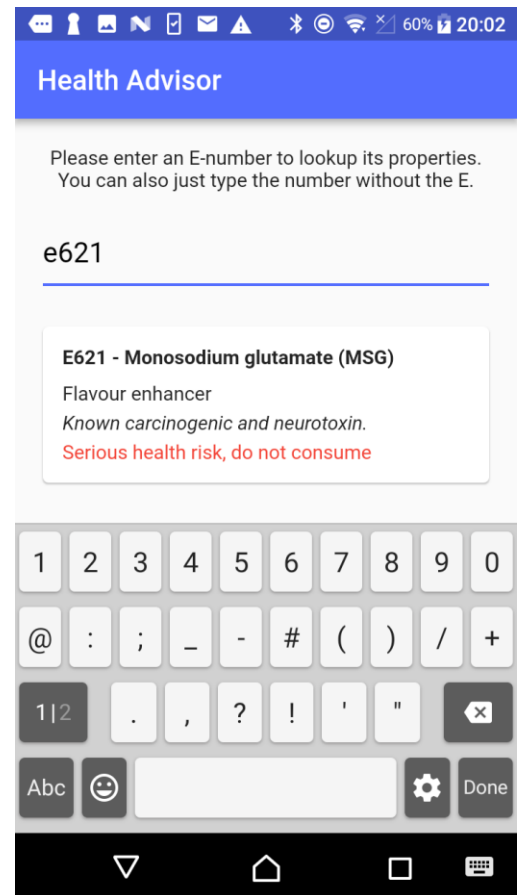 60% 20:02
Health Advisor
Please enter an E-number to lookup its properties.
You can also just type the number without the E.
e621
E621 - Monosodium glutamate (MSG)
Flavour enhancer
Known carcinogenic and neurotoxin.
Serious health risk, do not consume
1 2 3 4 5 6 7 8 9 0
@ : ; _ - # ( ) / +
1|2 . , ? ! ' "
Abc Done